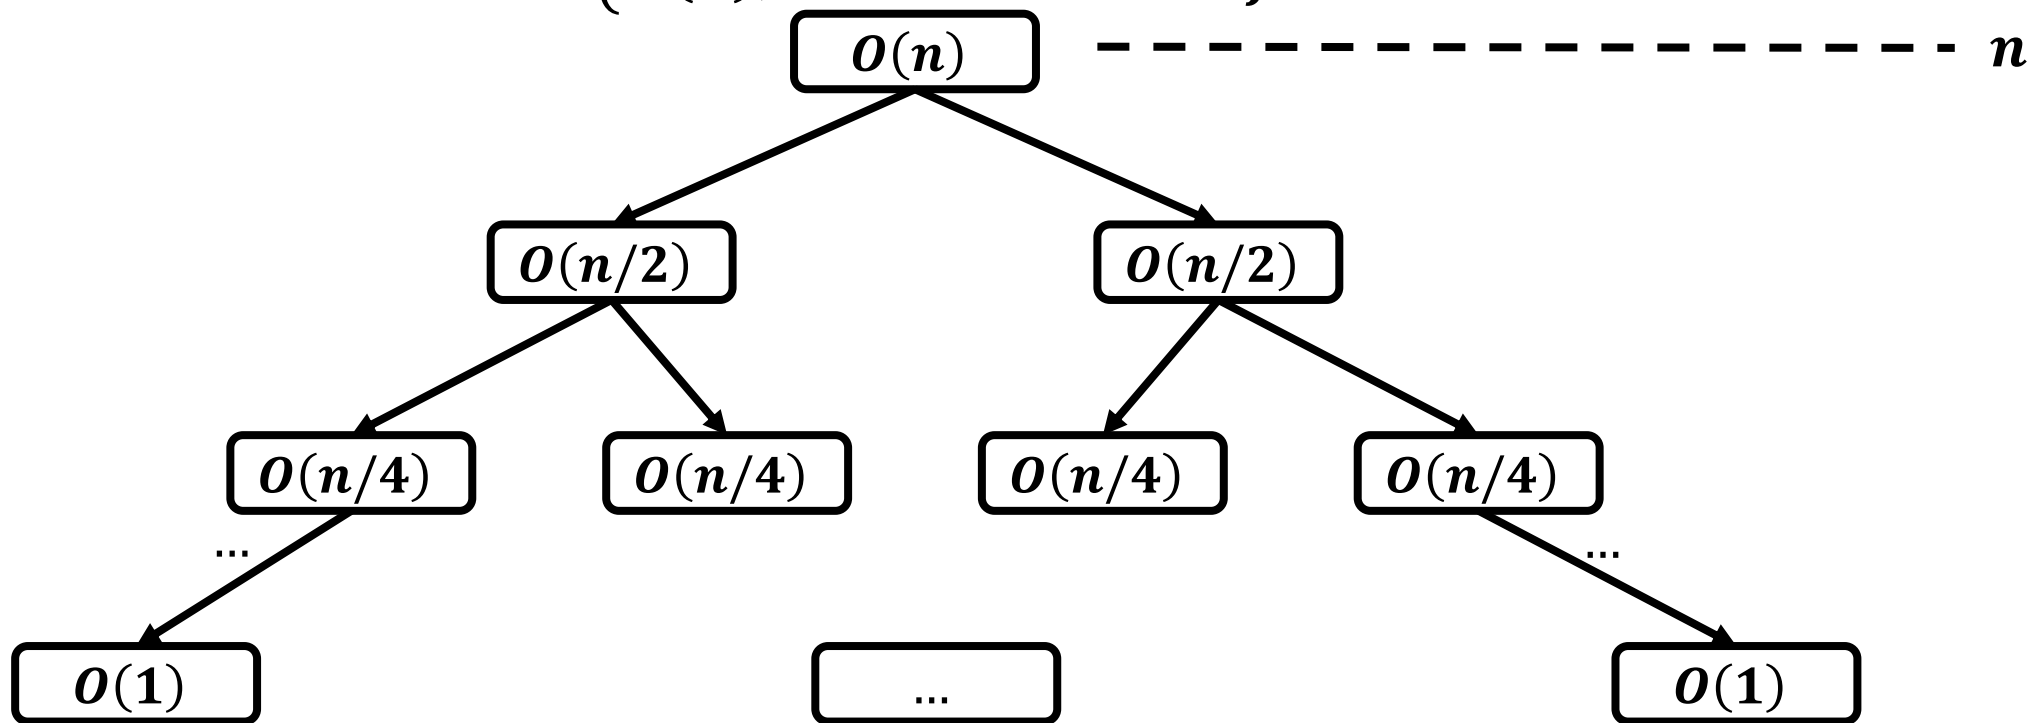 O(n) n
O(n/2) O(n/2)
O(n/4) O(n/4) O(n/4) O(n/4)
... ...
O(1) ... O(1)